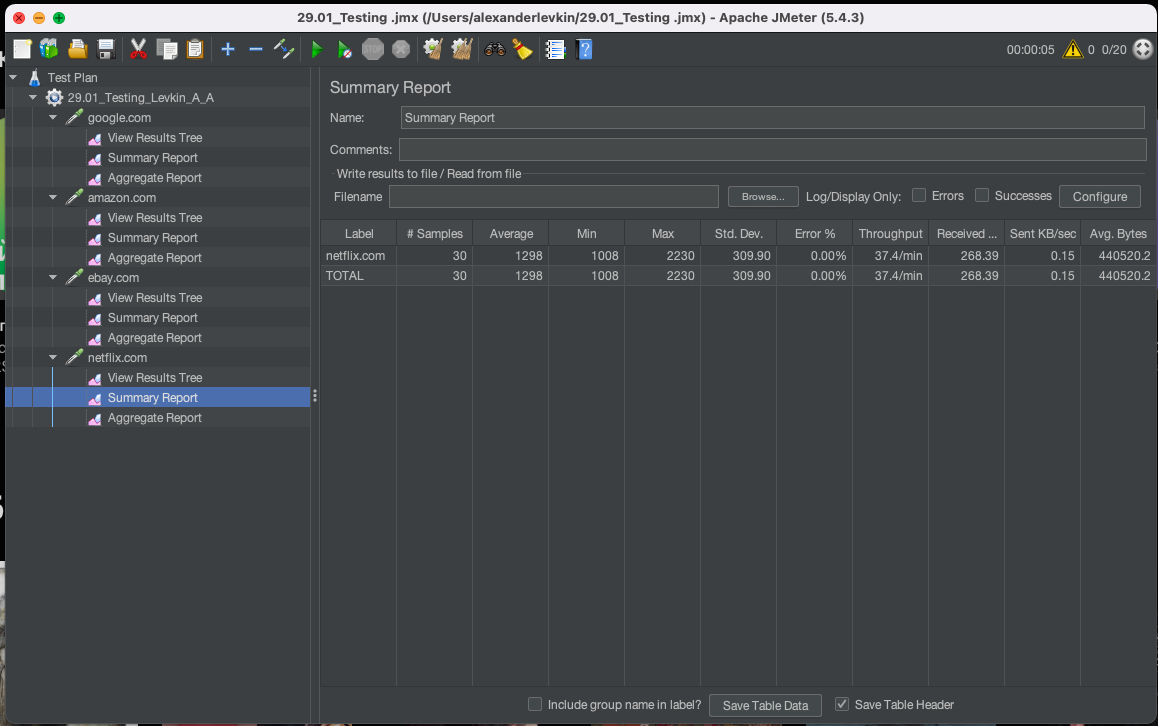 29.01_Testing .jmx (/Users/alexanderlevkin/29.01_Testing .jmx) - Apache JMeter (5.4.3)
STOP 00:00:05 0 0/20
Test Plan
29.01_Testing_Levkin_A_A
google.com
View Results Tree
Summary Report
Aggregate Report
amazon.com
View Results Tree
Summary Report
Aggregate Report
ebay.com
View Results Tree
Summary Report
Aggregate Report
netflix.com
View Results Tree
Summary Report
Aggregate Report
Summary Report
Name: Summary Report
Comments:
Write results to file / Read from file
Filename Browse... Log/Display Only: Errors Successes Configure
Label # Samples Average Min Max Std. Dev. Error % Throughput Received ... Sent KB/sec Avg. Bytes
netflix.com 30 1298 1008 2230 309.90 0.00% 37.4/min 268.39 0.15 440520.2
TOTAL 30 1298 1008 2230 309.90 0.00% 37.4/min 268.39 0.15 440520.2
Include group name in label? Save Table Data Save Table Header